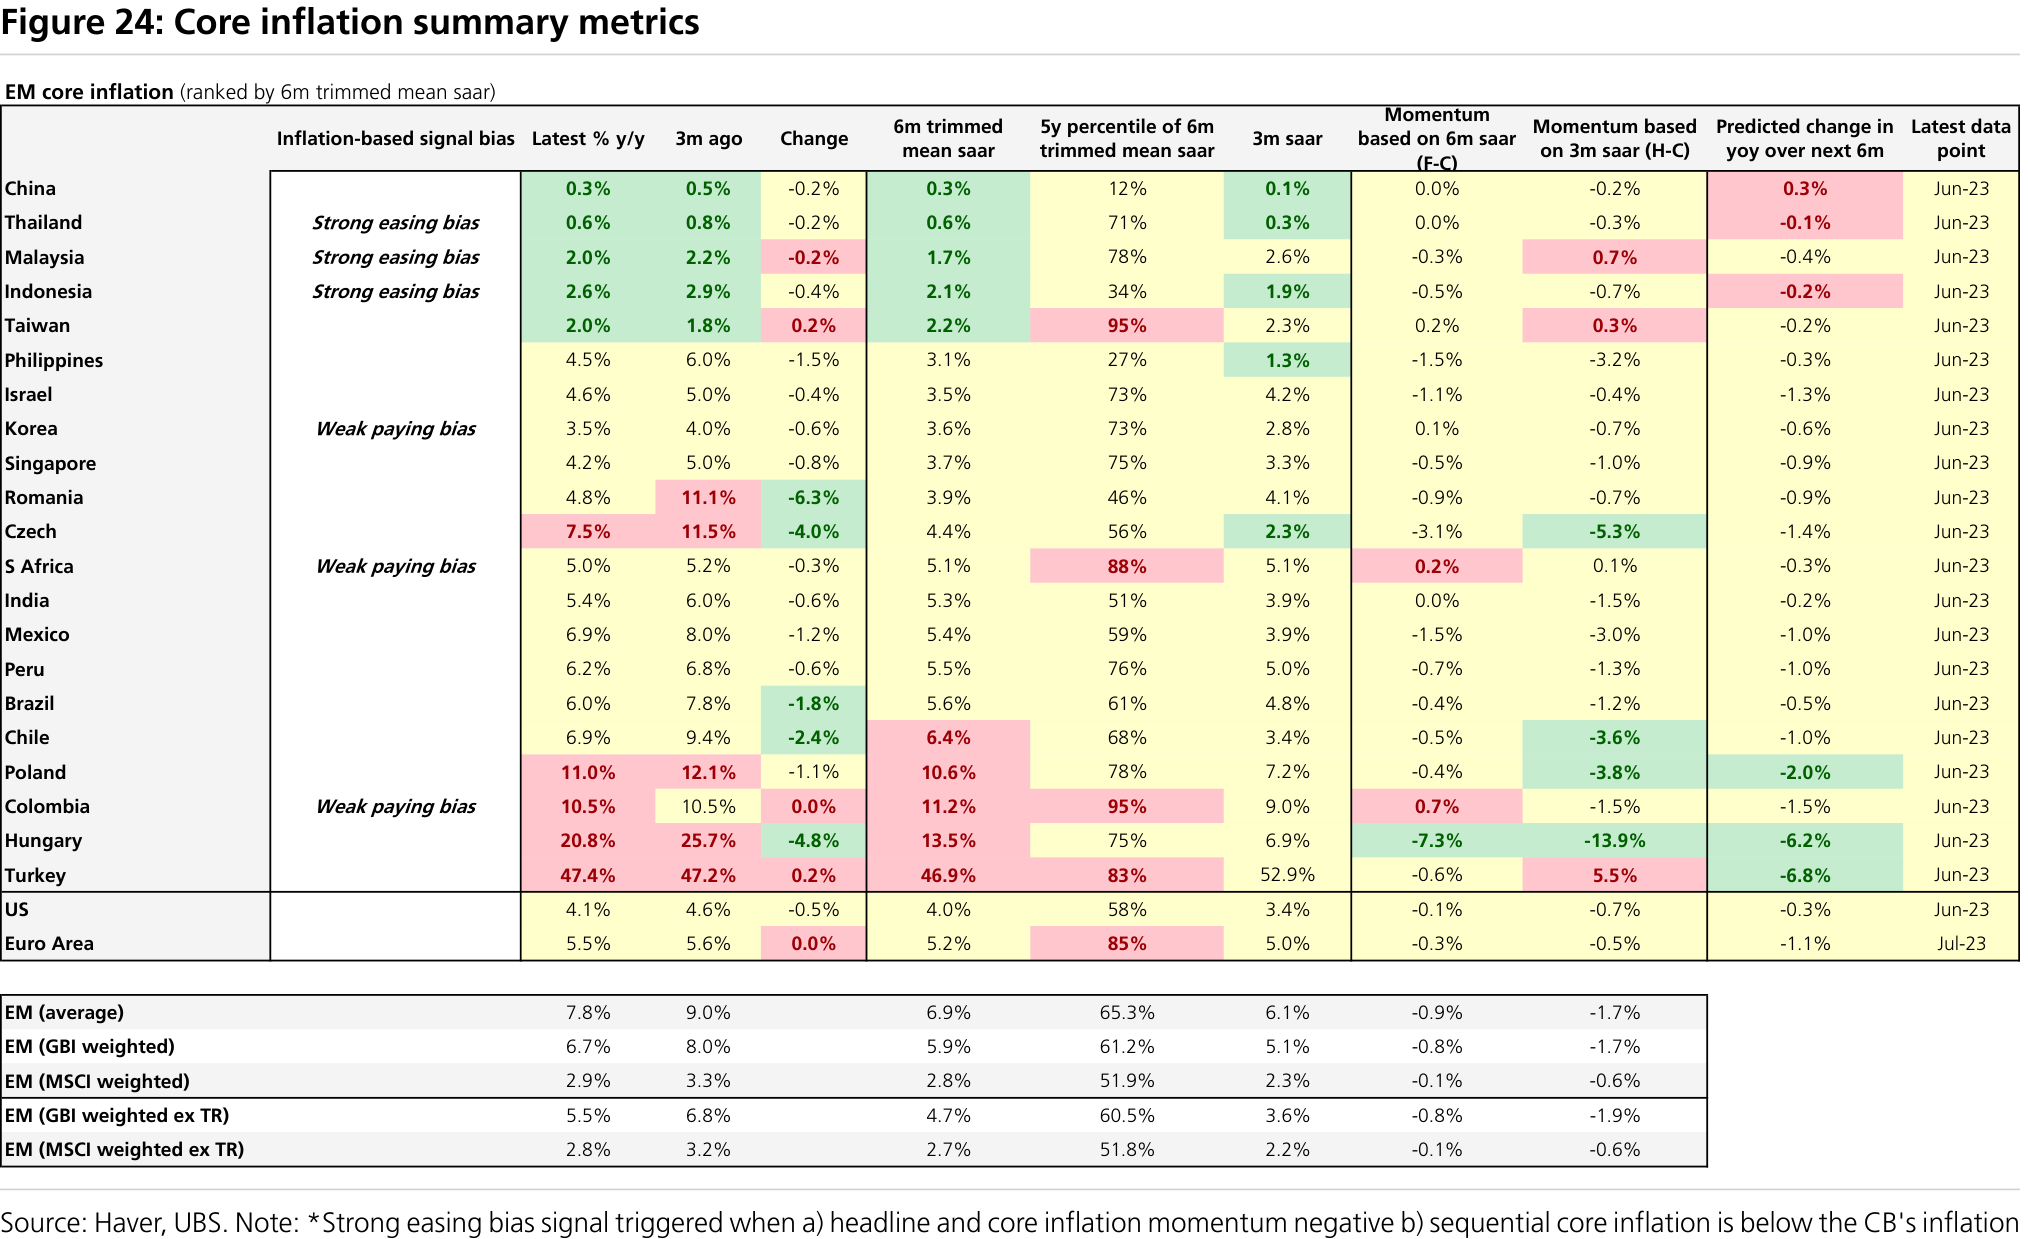 Figure 24: Core inflation summary metrics
EM core inflation (ranked by 6m trimmed mean saar)
Inflation-based signal bias Latest % y/y 3m ago Change 6m trimmed mean saar 5y percentile of 6m trimmed mean saar 3m saar Momentum based on 6m saar (F-C) Momentum based on 3m saar (H-C) Predicted change in yoy over next 6m Latest data point
China 0.3% 0.5% -0.2% 0.3% 12% 0.1% 0.0% -0.2% 0.3% Jun-23
Thailand Strong easing bias 0.6% 0.8% -0.2% 0.6% 71% 0.3% 0.0% -0.3% -0.1% Jun-23
Malaysia Strong easing bias 2.0% 2.2% -0.2% 1.7% 78% 2.6% -0.3% 0.7% -0.4% Jun-23
Indonesia Strong easing bias 2.6% 2.9% -0.4% 2.1% 34% 1.9% -0.5% -0.7% -0.2% Jun-23
Taiwan 2.0% 1.8% 0.2% 2.2% 95% 2.3% 0.2% 0.3% -0.2% Jun-23
Philippines 4.5% 6.0% -1.5% 3.1% 27% 1.3% -1.5% -3.2% -0.3% Jun-23
Israel 4.6% 5.0% -0.4% 3.5% 73% 4.2% -1.1% -0.4% -1.3% Jun-23
Korea Weak paying bias 3.5% 4.0% -0.6% 3.6% 73% 2.8% 0.1% -0.7% -0.6% Jun-23
Singapore 4.2% 5.0% -0.8% 3.7% 75% 3.3% -0.5% -1.0% -0.9% Jun-23
Romania 4.8% 11.1% -6.3% 3.9% 46% 4.1% -0.9% -0.7% -0.9% Jun-23
Czech 7.5% 11.5% -4.0% 4.4% 56% 2.3% -3.1% -5.3% -1.4% Jun-23
S Africa Weak paying bias 5.0% 5.2% -0.3% 5.1% 88% 5.1% 0.2% 0.1% -0.3% Jun-23
India 5.4% 6.0% -0.6% 5.3% 51% 3.9% 0.0% -1.5% -0.2% Jun-23
Mexico 6.9% 8.0% -1.2% 5.4% 59% 3.9% -1.5% -3.0% -1.0% Jun-23
Peru 6.2% 6.8% -0.6% 5.5% 76% 5.0% -0.7% -1.3% -1.0% Jun-23
Brazil 6.0% 7.8% -1.8% 5.6% 61% 4.8% -0.4% -1.2% -0.5% Jun-23
Chile 6.9% 9.4% -2.4% 6.4% 68% 3.4% -0.5% -3.6% -1.0% Jun-23
Poland 11.0% 12.1% -1.1% 10.6% 78% 7.2% -0.4% -3.8% -2.0% Jun-23
Colombia Weak paying bias 10.5% 10.5% 0.0% 11.2% 95% 9.0% 0.7% -1.5% -1.5% Jun-23
Hungary 20.8% 25.7% -4.8% 13.5% 75% 6.9% -7.3% -13.9% -6.2% Jun-23
Turkey 47.4% 47.2% 0.2% 46.9% 83% 52.9% -0.6% 5.5% -6.8% Jun-23
US 4.1% 4.6% -0.5% 4.0% 58% 3.4% -0.1% -0.7% -0.3% Jun-23
Euro Area 5.5% 5.6% 0.0% 5.2% 85% 5.0% -0.3% -0.5% -1.1% Jul-23
EM (average) 7.8% 9.0% 6.9% 65.3% 6.1% -0.9% -1.7%
EM (GBI weighted) 6.7% 8.0% 5.9% 61.2% 5.1% -0.8% -1.7%
EM (MSCI weighted) 2.9% 3.3% 2.8% 51.9% 2.3% -0.1% -0.6%
EM (GBI weighted ex TR) 5.5% 6.8% 4.7% 60.5% 3.6% -0.8% -1.9%
EM (MSCI weighted ex TR) 2.8% 3.2% 2.7% 51.8% 2.2% -0.1% -0.6%
Source: Haver, UBS. Note: *Strong easing bias signal triggered when a) headline and core inflation momentum negative b) sequential core inflation is below the CB's inflation